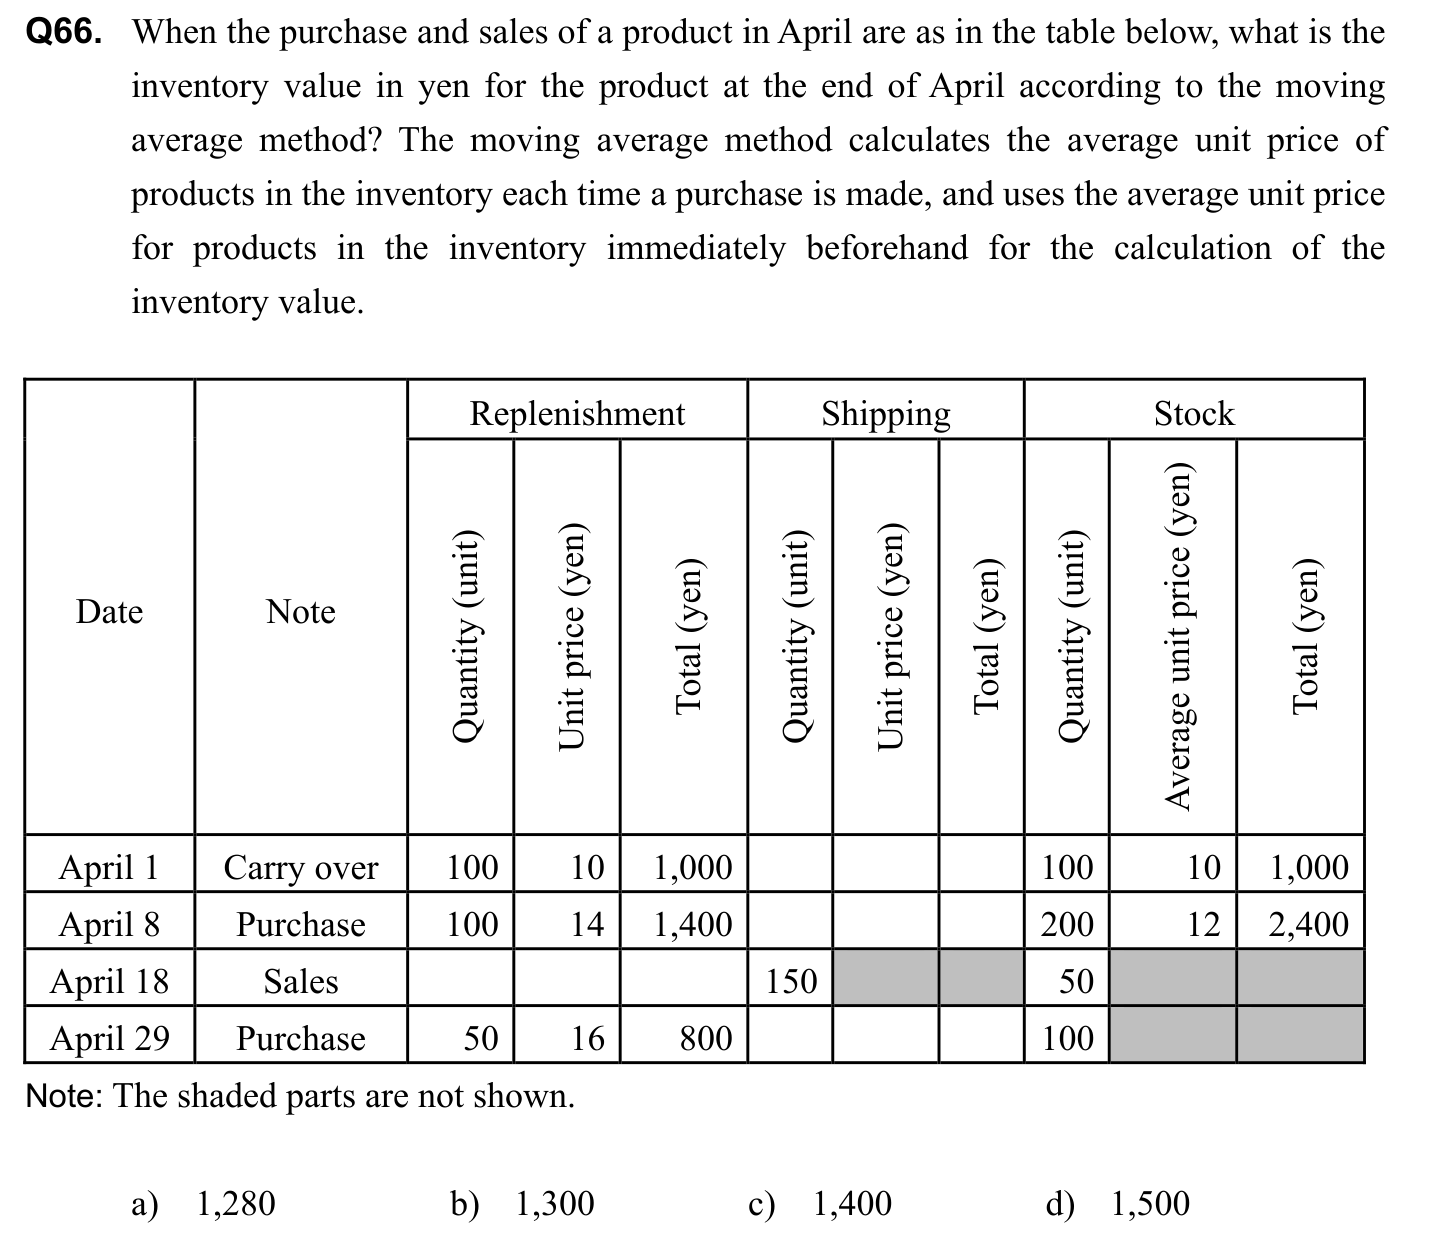 Q66. When the purchase and sales of a product in April are as in the table below, what is the
inventory value in yen for the product at the end of April according to the moving
average method? The moving average method calculates the average unit price of
products in the inventory each time a purchase is made, and uses the average unit price
for products in the inventory immediately beforehand for the calculation of the
inventory value.
Date Note Replenishment Shipping Stock
Quantity (unit) Unit price (yen) Total (yen) Quantity (unit) Unit price (yen) Total (yen) Quantity (unit) Average unit price (yen) Total (yen)
April 1 Carry over 100 10 1,000 100 10 1,000
April 8 Purchase 100 14 1,400 200 12 2,400
April 18 Sales 150 50
April 29 Purchase 50 16 800 100
Note: The shaded parts are not shown.
a) 1,280 b) 1,300 c) 1,400 d) 1,500